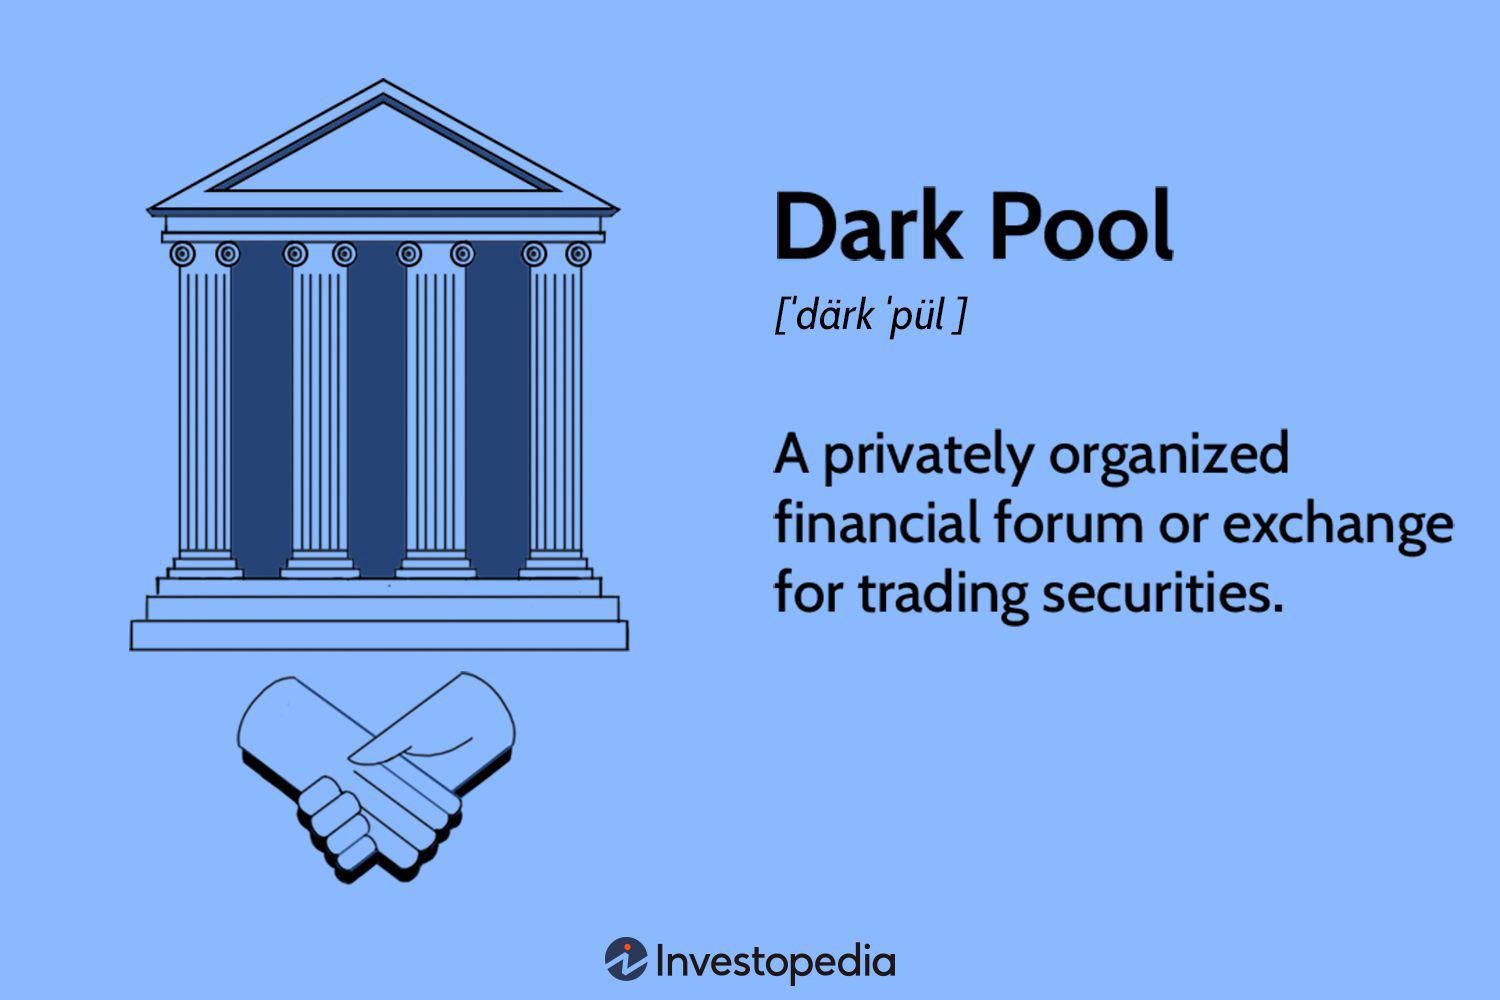 Dark Pool
[ˈdärk ˈpül ]
A privately organized
financial forum or exchange
for trading securities.
Investopedia